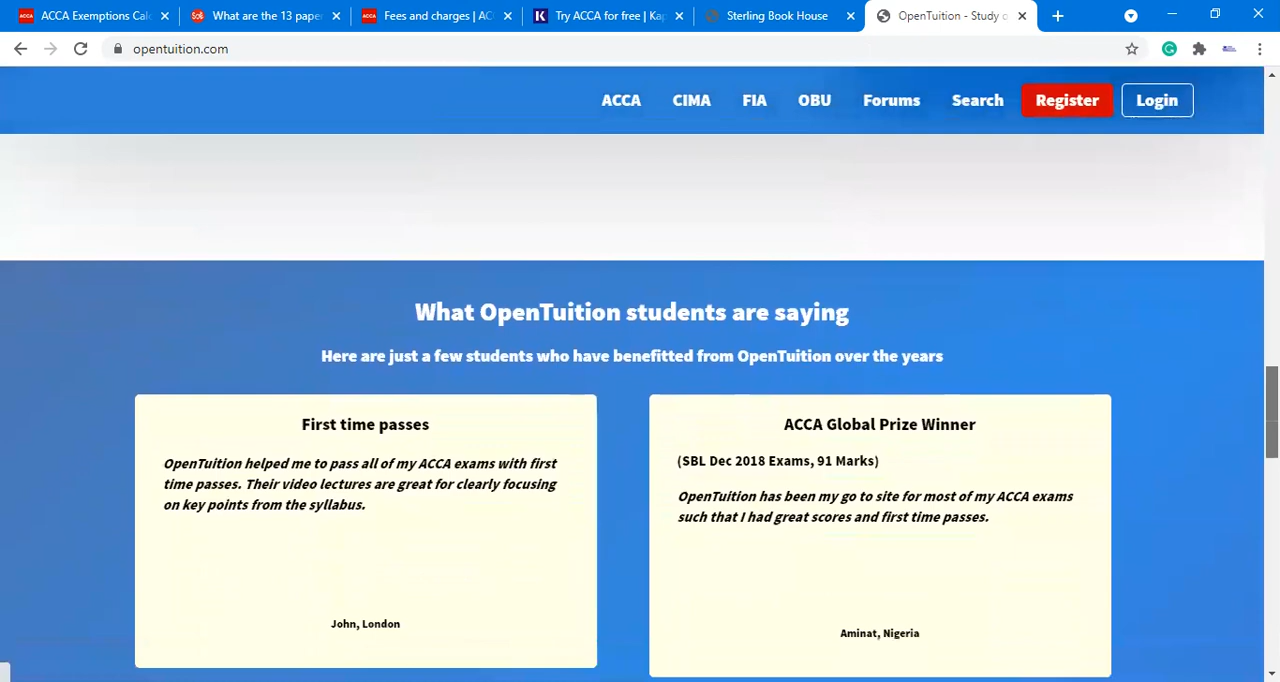 ACCA Exemptions Calc
What are the 13 pape
Fees and charges | AC
Try ACCA for free | Kap
Sterling Book House
OpenTuition - Study o
opentuition.com
ACCA
CIMA
FIA
OBU
Forums
Search
Register
Login
What OpenTuition students are saying
Here are just a few students who have benefitted from OpenTuition over the years
First time passes
OpenTuition helped me to pass all of my ACCA exams with first
time passes. Their video lectures are great for clearly focusing
on key points from the syllabus.
John, London
ACCA Global Prize Winner
(SBL Dec 2018 Exams, 91 Marks)
OpenTuition has been my go to site for most of my ACCA exams
such that I had great scores and first time passes.
Aminat, Nigeria